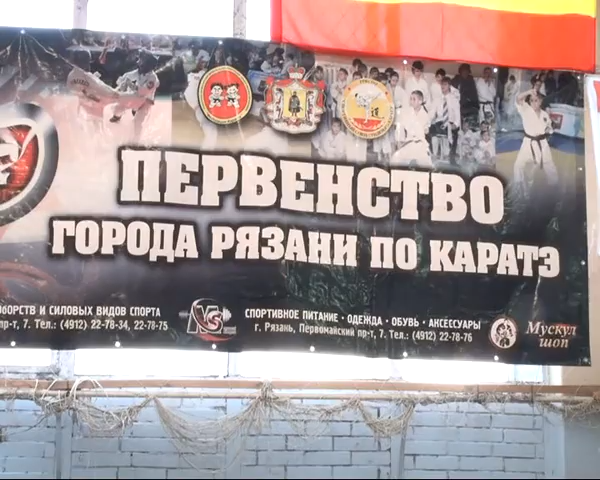 ПЕРВЕНСТВО
ГОРОДА РЯЗАНИ ПО КАРАТЭ
И СИЛОВЫХ ВИДОВ СПОРТА
пр-т, 7. Тел.: (4912) 22-78-34, 22-78-75
СПОРТИВНОЕ ПИТАНИЕ · ОДЕЖДА · ОБУВЬ · АКСЕССУАРЫ
г. Рязань, Первомайский пр-т, 7. Тел.: (4912) 22-78-76
Мускул
шоп